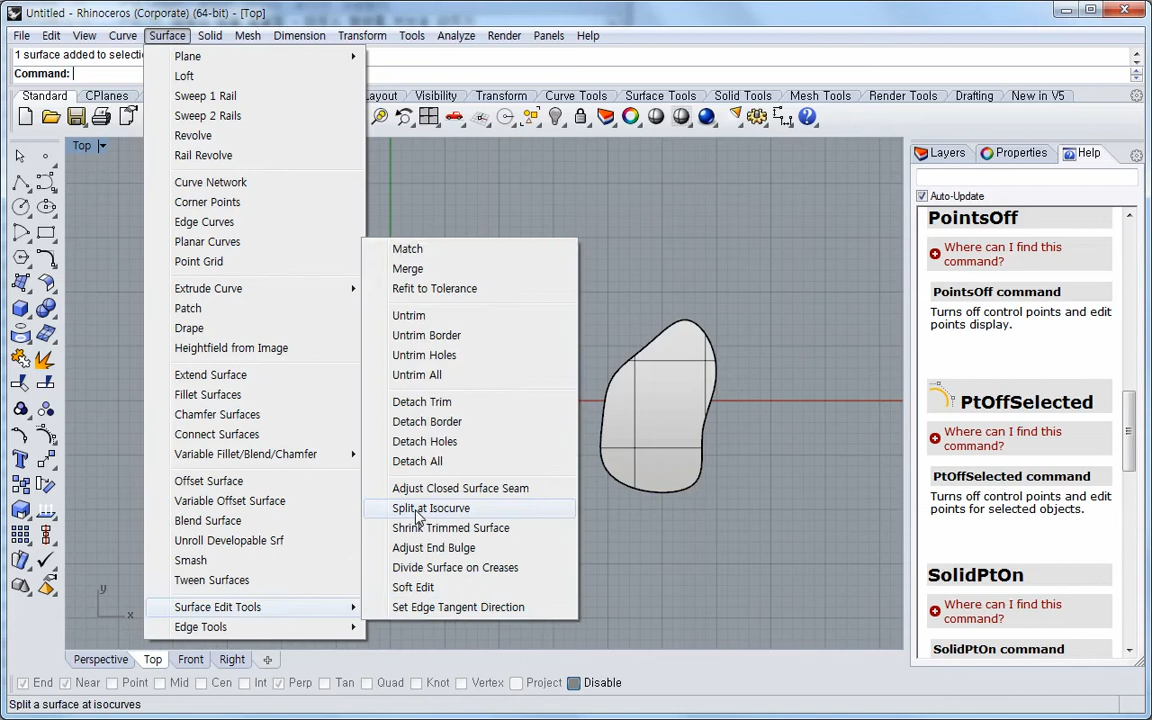 Untitled - Rhinoceros (Corporate) (64-bit) - [Top]
File Edit View Curve Surface Solid Mesh Dimension Transform Tools Analyze Render Panels Help
1 surface added to selecti
Command:
Standard CPlanes Layout Visibility Transform Curve Tools Surface Tools Solid Tools Mesh Tools Render Tools Drafting New in V5
Top
Plane
Loft
Sweep 1 Rail
Sweep 2 Rails
Revolve
Rail Revolve
Curve Network
Corner Points
Edge Curves
Planar Curves
Point Grid
Extrude Curve
Patch
Drape
Heightfield from Image
Extend Surface
Fillet Surfaces
Chamfer Surfaces
Connect Surfaces
Variable Fillet/Blend/Chamfer
Offset Surface
Variable Offset Surface
Blend Surface
Unroll Developable Srf
Smash
Tween Surfaces
Surface Edit Tools
Edge Tools
Match
Merge
Refit to Tolerance
Untrim
Untrim Border
Untrim Holes
Untrim All
Detach Trim
Detach Border
Detach Holes
Detach All
Adjust Closed Surface Seam
Split at Isocurve
Shrink Trimmed Surface
Adjust End Bulge
Divide Surface on Creases
Soft Edit
Set Edge Tangent Direction
Layers Properties Help
Auto-Update
PointsOff
Where can I find this
command?
PointsOff command
Turns off control points and edit
points display.
PtOffSelected
Where can I find this
command?
PtOffSelected command
Turns off control points and edit
points for selected objects.
SolidPtOn
Where can I find this
command?
SolidPtOn command
y
x
Perspective Top Front Right
End Near Point Mid Cen Int Perp Tan Quad Knot Vertex Project Disable
Split a surface at isocurves